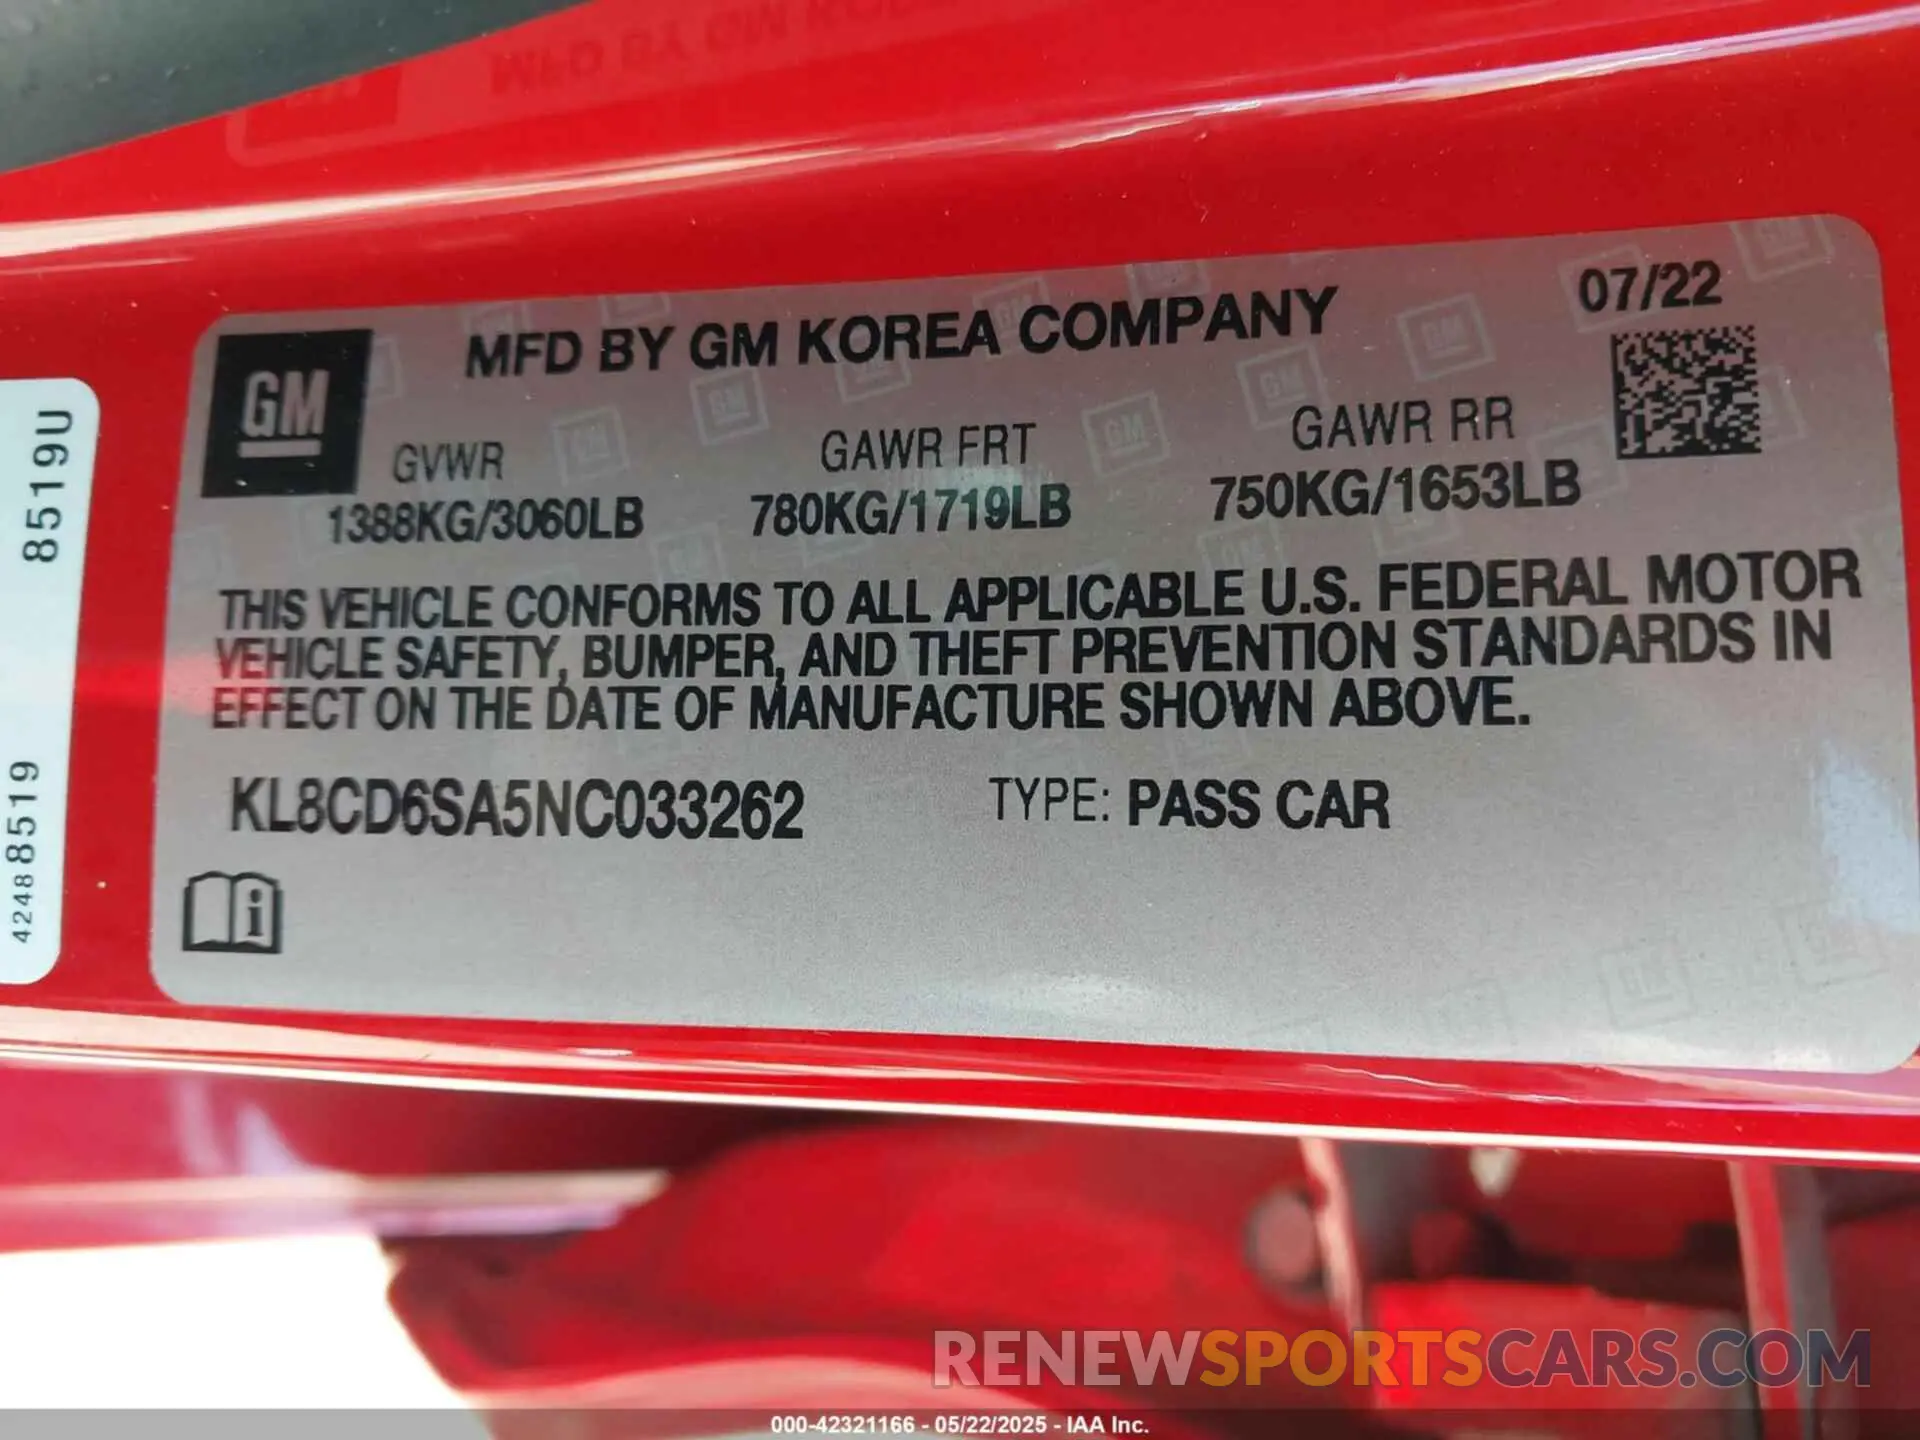 MFD BY GM KOREA COMPANY
07/22
GM
GVWR
GAWR FRT
GAWR RR
1388KG/3060LB
780KG/1719LB
750KG/1653LB
THIS VEHICLE CONFORMS TO ALL APPLICABLE U.S. FEDERAL MOTOR
VEHICLE SAFETY, BUMPER, AND THEFT PREVENTION STANDARDS IN
EFFECT ON THE DATE OF MANUFACTURE SHOWN ABOVE.
KL8CD6SA5NC033262
TYPE: PASS CAR
42488519 8519U
RENEWSPORTSCARS.COM
000-42321166 - 05/22/2025 - IAA Inc.